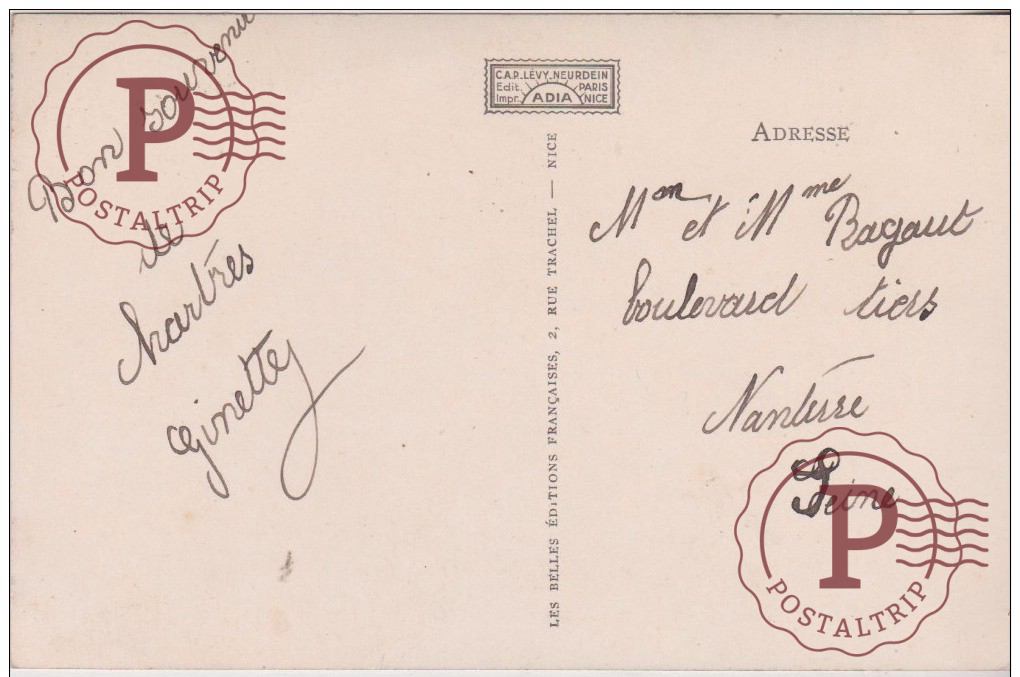 Bon souvenir
de
chartres
ginette
C.A.P. LÉVY-NEURDEIN
Edit. PARIS
Impr. ADIA NICE
LES BELLES ÉDITIONS FRANÇAISES, 2, RUE TRACHEL — NICE
ADRESSE
Mon et Mme Bagaut
boulevard tiers
Nanterre
Seine
P
POSTALTRIP
P
POSTALTRIP